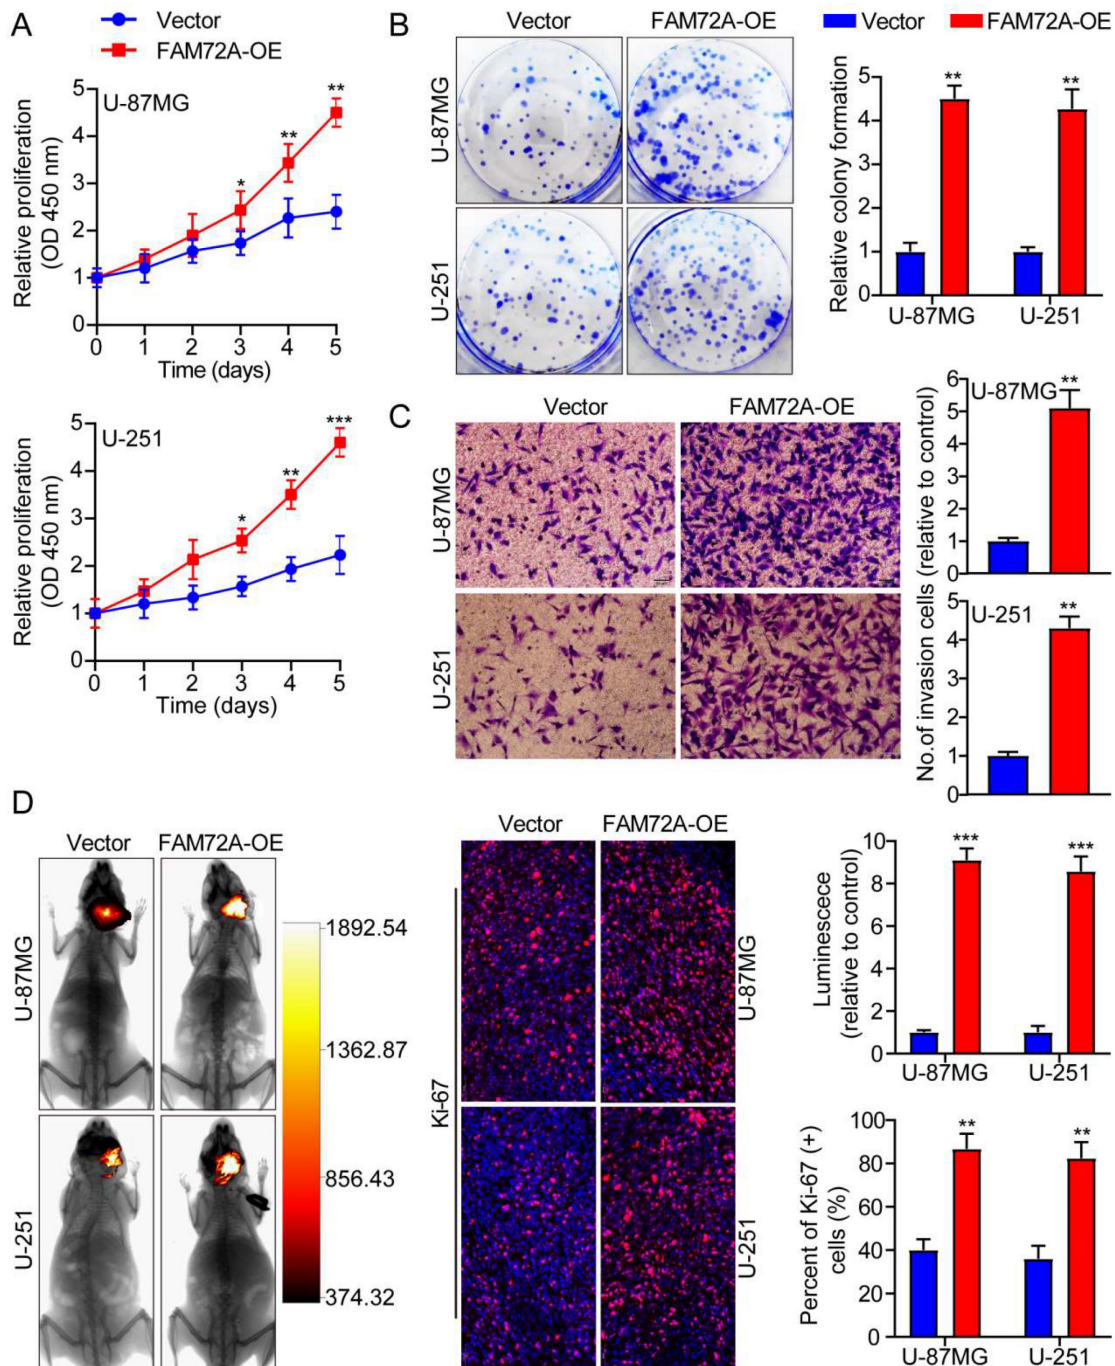 A
Vector
FAM72A-OE
U-87MG
Relative proliferation
(OD 450 nm)
5
4
3
2
1
0
*
**
**
0 1 2 3 4 5
Time (days)
U-251
Relative proliferation
(OD 450 nm)
5
4
3
2
1
0
*
**
***
0 1 2 3 4 5
Time (days)
B
Vector FAM72A-OE
U-87MG
U-251
Vector FAM72A-OE
Relative colony formation
5
4
3
2
1
0
** **
U-87MG U-251
C
Vector FAM72A-OE
U-87MG
U-251
No.of invasion cells (relative to control)
U-87MG
6
5
4
3
2
1
0
**
U-251
5
4
3
2
1
0
**
D
Vector FAM72A-OE
U-87MG
U-251
1892.54
1362.87
856.43
374.32
Vector FAM72A-OE
Ki-67
U-87MG
U-251
Luminescece
(relative to control)
10
8
6
4
2
0
*** ***
U-87MG U-251
Percent of Ki-67 (+)
cells (%)
100
80
60
40
20
0
** **
U-87MG U-251